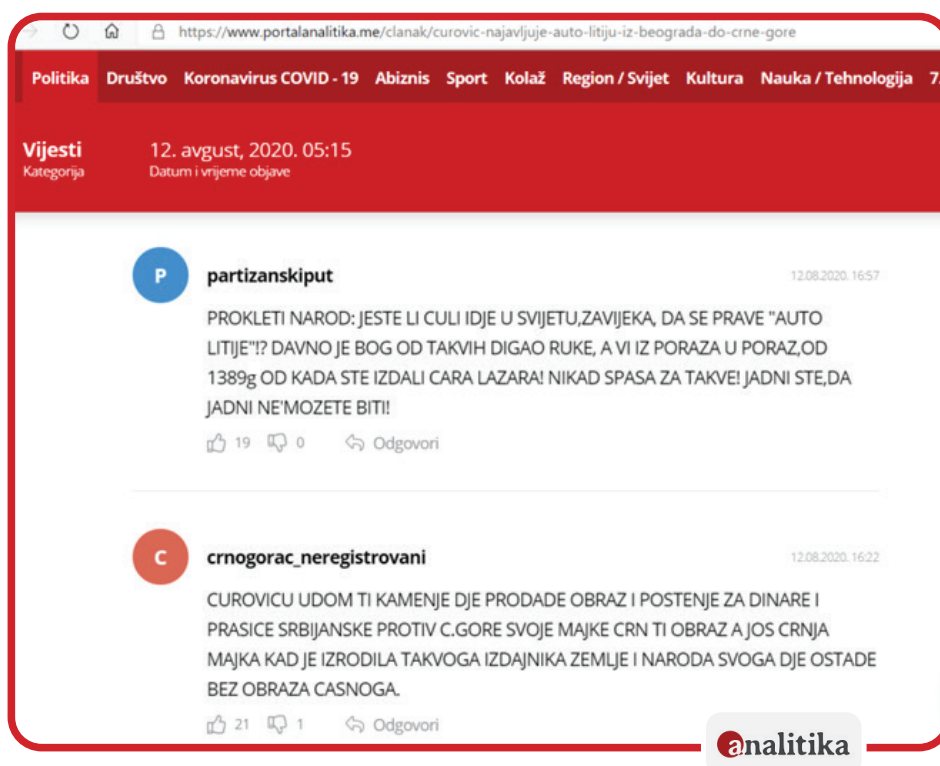 https://www.portalanalitika.me/clanak/curovic-najavljuje-auto-litiju-iz-beograda-do-crne-gore
Politika Društvo Koronavirus COVID - 19 Abiznis Sport Kolaž Region / Svijet Kultura Nauka / Tehnologija
Vijesti 12. avgust, 2020. 05:15
Kategorija Datum i vrijeme objave
P partizanskiput 12.08.2020. 16:57
PROKLETI NAROD: JESTE LI CULI IDJE U SVIJETU,ZAVIJEKA, DA SE PRAVE "AUTO
LITIJE"!? DAVNO JE BOG OD TAKVIH DIGAO RUKE, A VI IZ PORAZA U PORAZ,OD
1389g OD KADA STE IZDALI CARA LAZARA! NIKAD SPASA ZA TAKVE! JADNI STE,DA
JADNI NE'MOZETE BITI!
19 0 Odgovori
C crnogorac_neregistrovani 12.08.2020. 16:22
CUROVICU UDOM TI KAMENJE DJE PRODADE OBRAZ I POSTENJE ZA DINARE I
PRASICE SRBIJANSKE PROTIV C.GORE SVOJE MAJKE CRN TI OBRAZ A JOS CRNJA
MAJKA KAD JE IZRODILA TAKVOGA IZDAJNIKA ZEMLJE I NARODA SVOGA DJE OSTADE
BEZ OBRAZA CASNOGA.
21 1 Odgovori
analitika